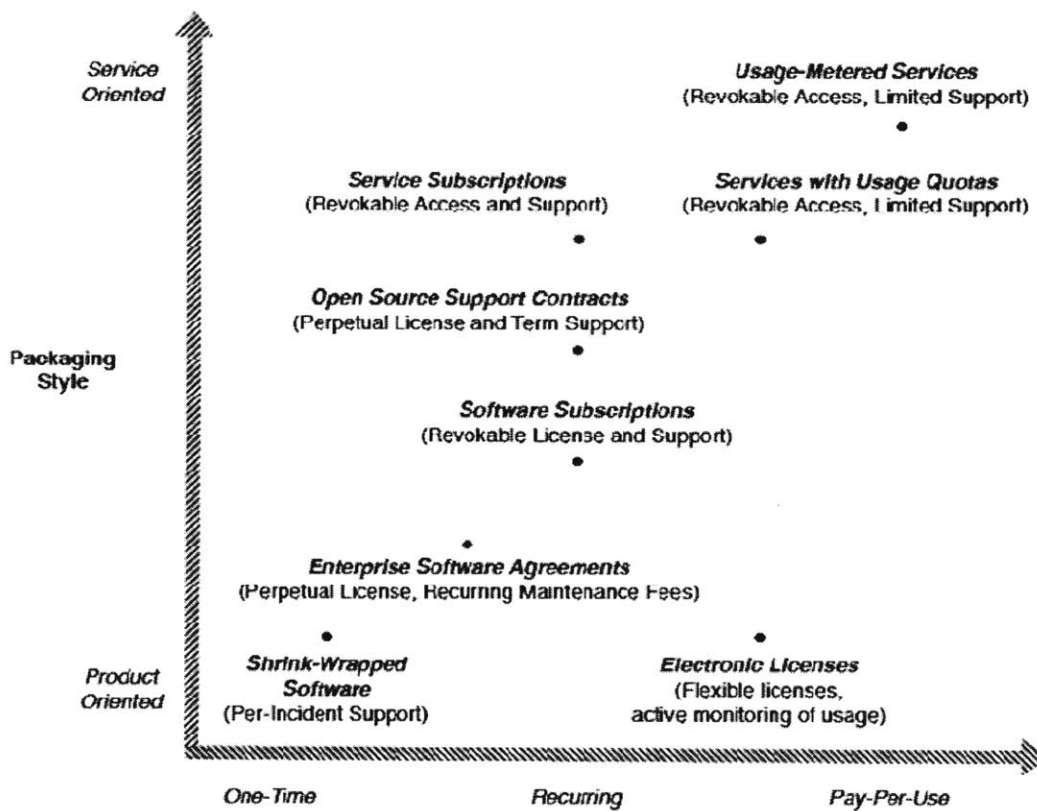 Service
Oriented
Usage-Metered Services
(Revokable Access, Limited Support)
Service Subscriptions
(Revokable Access and Support)
Services with Usage Quotas
(Revokable Access, Limited Support)
Open Source Support Contracts
(Perpetual License and Term Support)
Packaging
Style
Software Subscriptions
(Revokable License and Support)
Enterprise Software Agreements
(Perpetual License, Recurring Maintenance Fees)
Product
Oriented
Shrink-Wrapped
Software
(Per-Incident Support)
Electronic Licenses
(Flexible licenses,
active monitoring of usage)
One-Time
Recurring
Pay-Per-Use